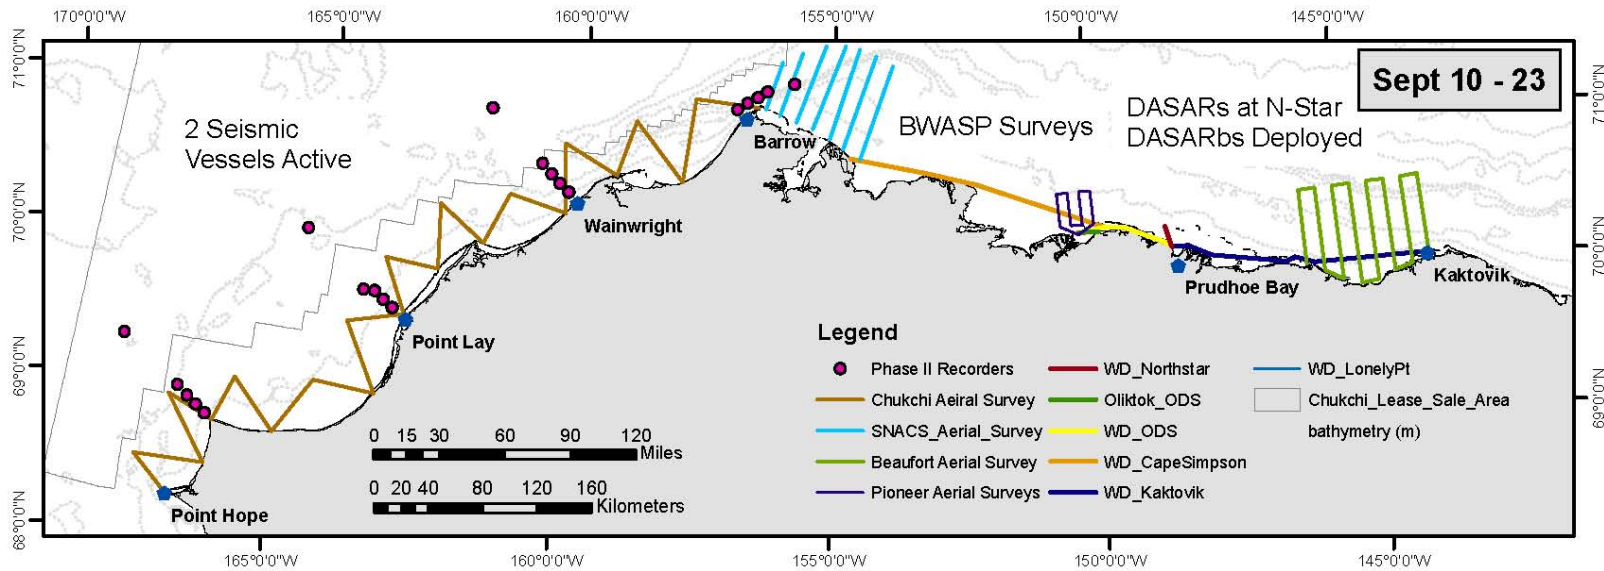 170°0'0"W 165°0'0"W 160°0'0"W 155°0'0"W 150°0'0"W 145°0'0"W
71°0'0"N
70°0'0"N
69°0'0"N
68°0'0"N
71°0'0"N
70°0'0"N
69°0'0"N
Sept 10 - 23
2 Seismic
Vessels Active
BWASP Surveys
DASARs at N-Star
DASARbs Deployed
Barrow
Wainwright
Point Lay
Point Hope
Prudhoe Bay
Kaktovik
Legend
Phase II Recorders
Chukchi Aeiral Survey
SNACS_Aerial_Survey
Beaufort Aerial Survey
Pioneer Aerial Surveys
WD_Northstar
Oliktok_ODS
WD_ODS
WD_CapeSimpson
WD_Kaktovik
WD_LonelyPt
Chukchi_Lease_Sale_Area
bathymetry (m)
0 15 30 60 90 120
Miles
0 20 40 80 120 160
Kilometers
165°0'0"W 160°0'0"W 155°0'0"W 150°0'0"W 145°0'0"W